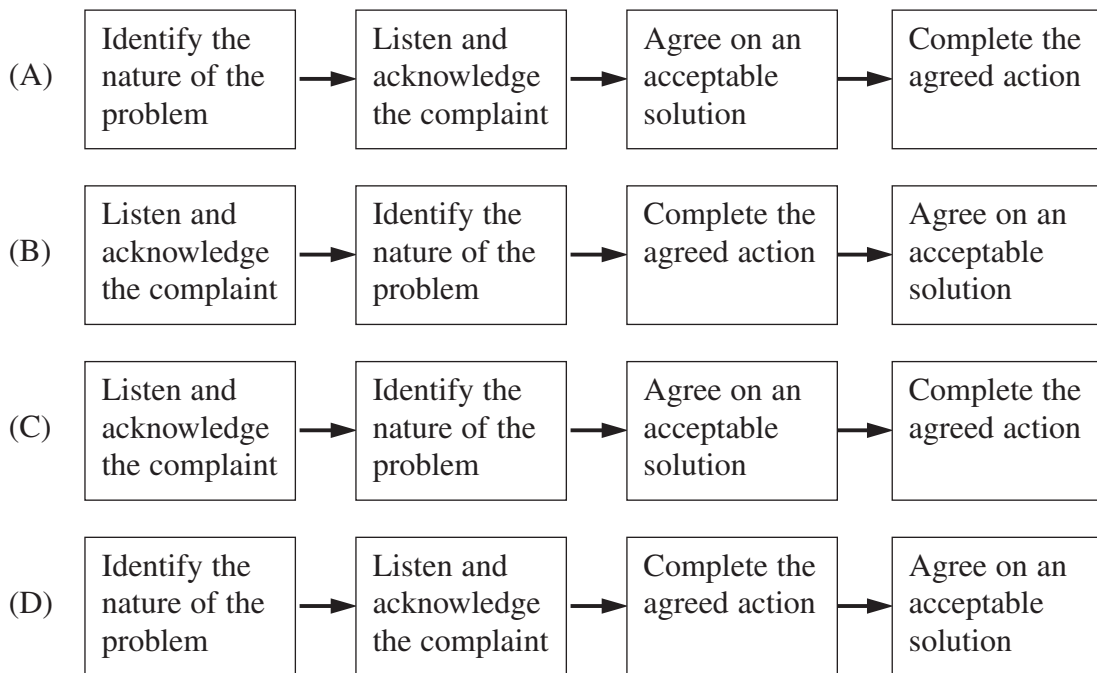 (A)
Identify the
nature of the
problem
Listen and
acknowledge
the complaint
Agree on an
acceptable
solution
Complete the
agreed action
(B)
Listen and
acknowledge
the complaint
Identify the
nature of the
problem
Complete the
agreed action
Agree on an
acceptable
solution
(C)
Listen and
acknowledge
the complaint
Identify the
nature of the
problem
Agree on an
acceptable
solution
Complete the
agreed action
(D)
Identify the
nature of the
problem
Listen and
acknowledge
the complaint
Complete the
agreed action
Agree on an
acceptable
solution